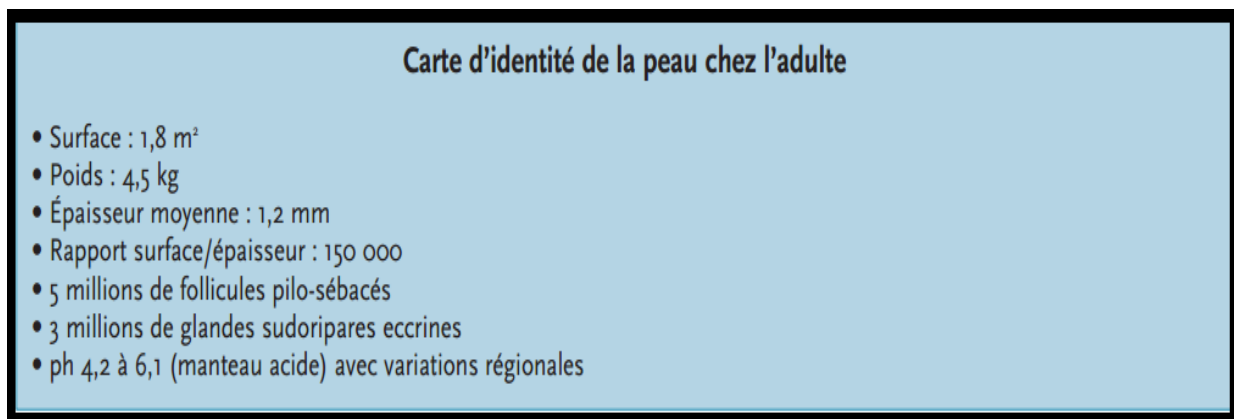 Carte d’identité de la peau chez l’adulte
• Surface : 1,8 m²
• Poids : 4,5 kg
• Épaisseur moyenne : 1,2 mm
• Rapport surface/épaisseur : 150 000
• 5 millions de follicules pilo-sébacés
• 3 millions de glandes sudoripares eccrines
• ph 4,2 à 6,1 (manteau acide) avec variations régionales